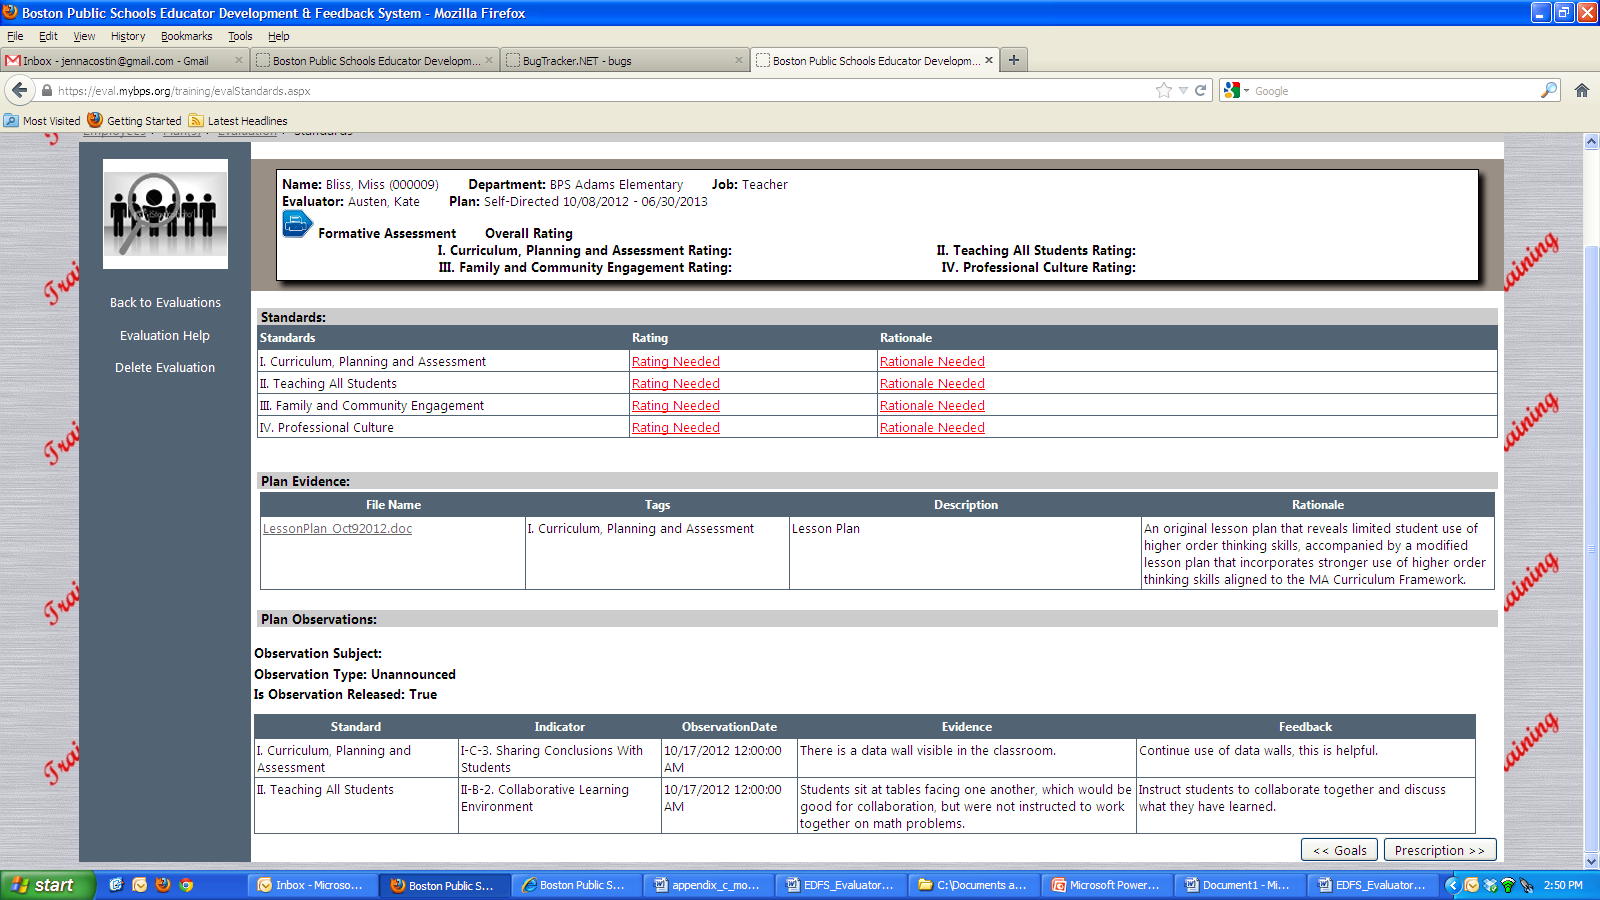 Boston Public Schools Educator Development & Feedback System - Mozilla Firefox
File Edit View History Bookmarks Tools Help
Inbox - jennacostin@gmail.com - Gmail
Boston Public Schools Educator Developm...
BugTracker.NET - bugs
Boston Public Schools Educator Developm...
https://eval.mybps.org/training/evalStandards.aspx
Google
Most Visited Getting Started Latest Headlines
Employees Plan(s) Evaluation Standards
Back to Evaluations
Evaluation Help
Delete Evaluation
Name: Bliss, Miss (000009) Department: BPS Adams Elementary Job: Teacher
Evaluator: Austen, Kate Plan: Self-Directed 10/08/2012 - 06/30/2013
Formative Assessment Overall Rating
I. Curriculum, Planning and Assessment Rating: II. Teaching All Students Rating:
III. Family and Community Engagement Rating: IV. Professional Culture Rating:
Standards:
Standards Rating Rationale
I. Curriculum, Planning and Assessment Rating Needed Rationale Needed
II. Teaching All Students Rating Needed Rationale Needed
III. Family and Community Engagement Rating Needed Rationale Needed
IV. Professional Culture Rating Needed Rationale Needed
Plan Evidence:
File Name Tags Description Rationale
LessonPlan_Oct92012.doc I. Curriculum, Planning and Assessment Lesson Plan An original lesson plan that reveals limited student use of
higher order thinking skills, accompanied by a modified
lesson plan that incorporates stronger use of higher order
thinking skills aligned to the MA Curriculum Framework.
Plan Observations:
Observation Subject:
Observation Type: Unannounced
Is Observation Released: True
Standard Indicator ObservationDate Evidence Feedback
I. Curriculum, Planning and
Assessment
I-C-3. Sharing Conclusions With
Students
10/17/2012 12:00:00
AM
There is a data wall visible in the classroom.
Continue use of data walls, this is helpful.
II. Teaching All Students
II-B-2. Collaborative Learning
Environment
10/17/2012 12:00:00
AM
Students sit at tables facing one another, which would be
good for collaboration, but were not instructed to work
together on math problems.
Instruct students to collaborate together and discuss
what they have learned.
<< Goals Prescription >>
start
Inbox - Microso...
Boston Public S...
Boston Public S...
appendix_c_mo...
EDFS_Evaluator...
C:\Documents a...
Microsoft Power...
Document1 - Mi...
EDFS_Evaluator...
2:50 PM